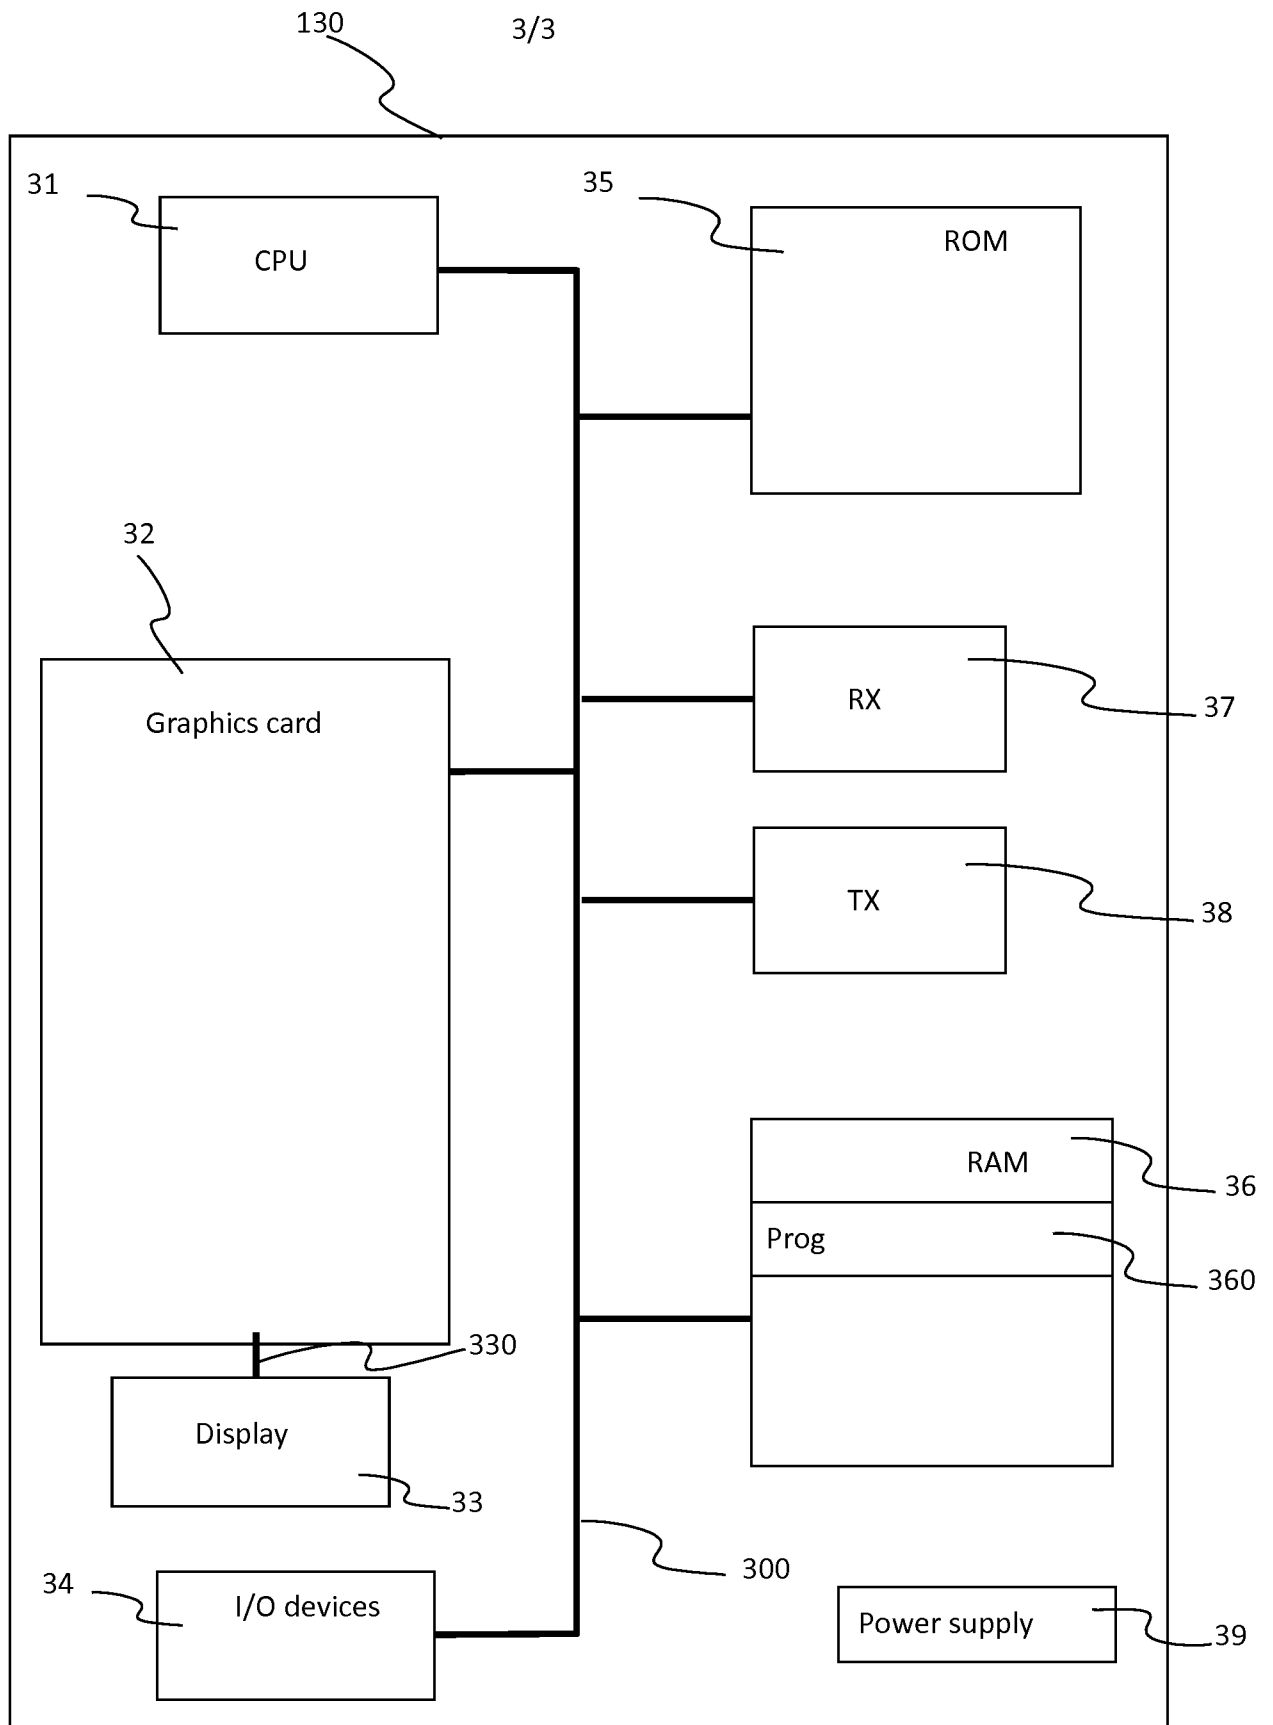 130
3/3
31
CPU
35
ROM
32
Graphics card
RX
37
TX
38
RAM
36
Prog
360
330
Display
33
300
34
I/O devices
Power supply
39